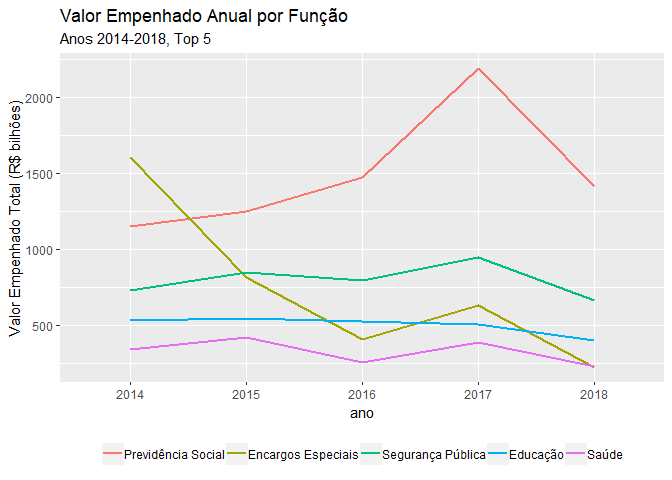 Valor Empenhado Anual por Função
Anos 2014-2018, Top 5
Valor Empenhado Total (R$ bilhões)
2000
1500
1000
500
2014 2015 2016 2017 2018
ano
Previdência Social Encargos Especiais Segurança Pública Educação Saúde